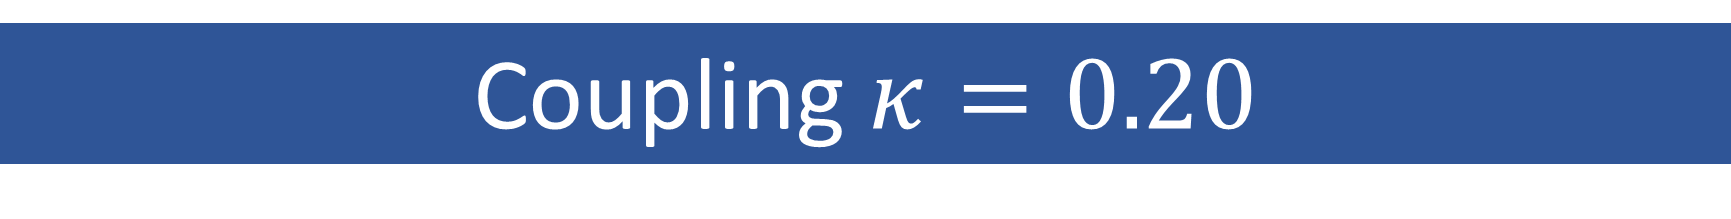 Coupling κ = 0.20